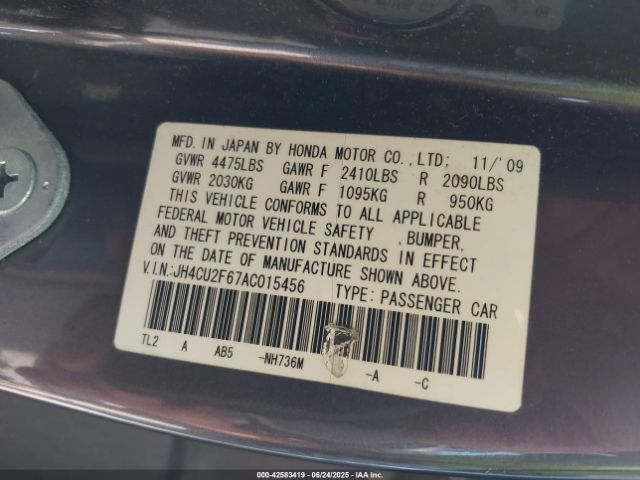 MFD. IN JAPAN BY HONDA MOTOR CO., LTD; 11/'09
GVWR 4475LBS GAWR F 2410LBS R 2090LBS
GVWR 2030KG GAWR F 1095KG R 950KG
THIS VEHICLE CONFORMS TO ALL APPLICABLE
FEDERAL MOTOR VEHICLE SAFETY ,BUMPER,
AND THEFT PREVENTION STANDARDS IN EFFECT
ON THE DATE OF MANUFACTURE SHOWN ABOVE.
V.I.N:JH4CU2F67AC015456 TYPE: PASSENGER CAR
TL2 A AB5 -NH736M -A -C
000-42583419 | 06/24/2025 - IAAI.COM